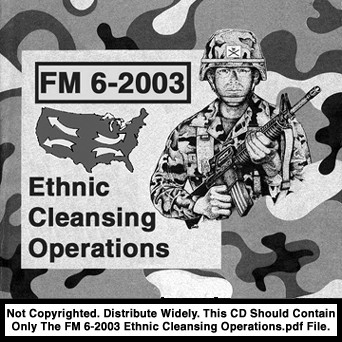 FM 6-2003
Ethnic
Cleansing
Operations
Not Copyrighted. Distribute Widely. This CD Should Contain
Only The FM 6-2003 Ethnic Cleansing Operations.pdf File.